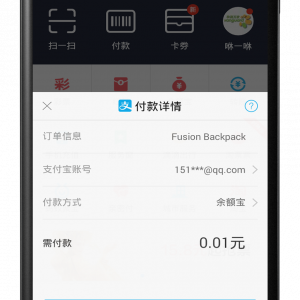 扫一扫 付款 卡券 咻一咻
新
彩
付款详情
订单信息 Fusion Backpack
支付宝账号 151***@qq.com
付款方式 余额宝
需付款 0.01元